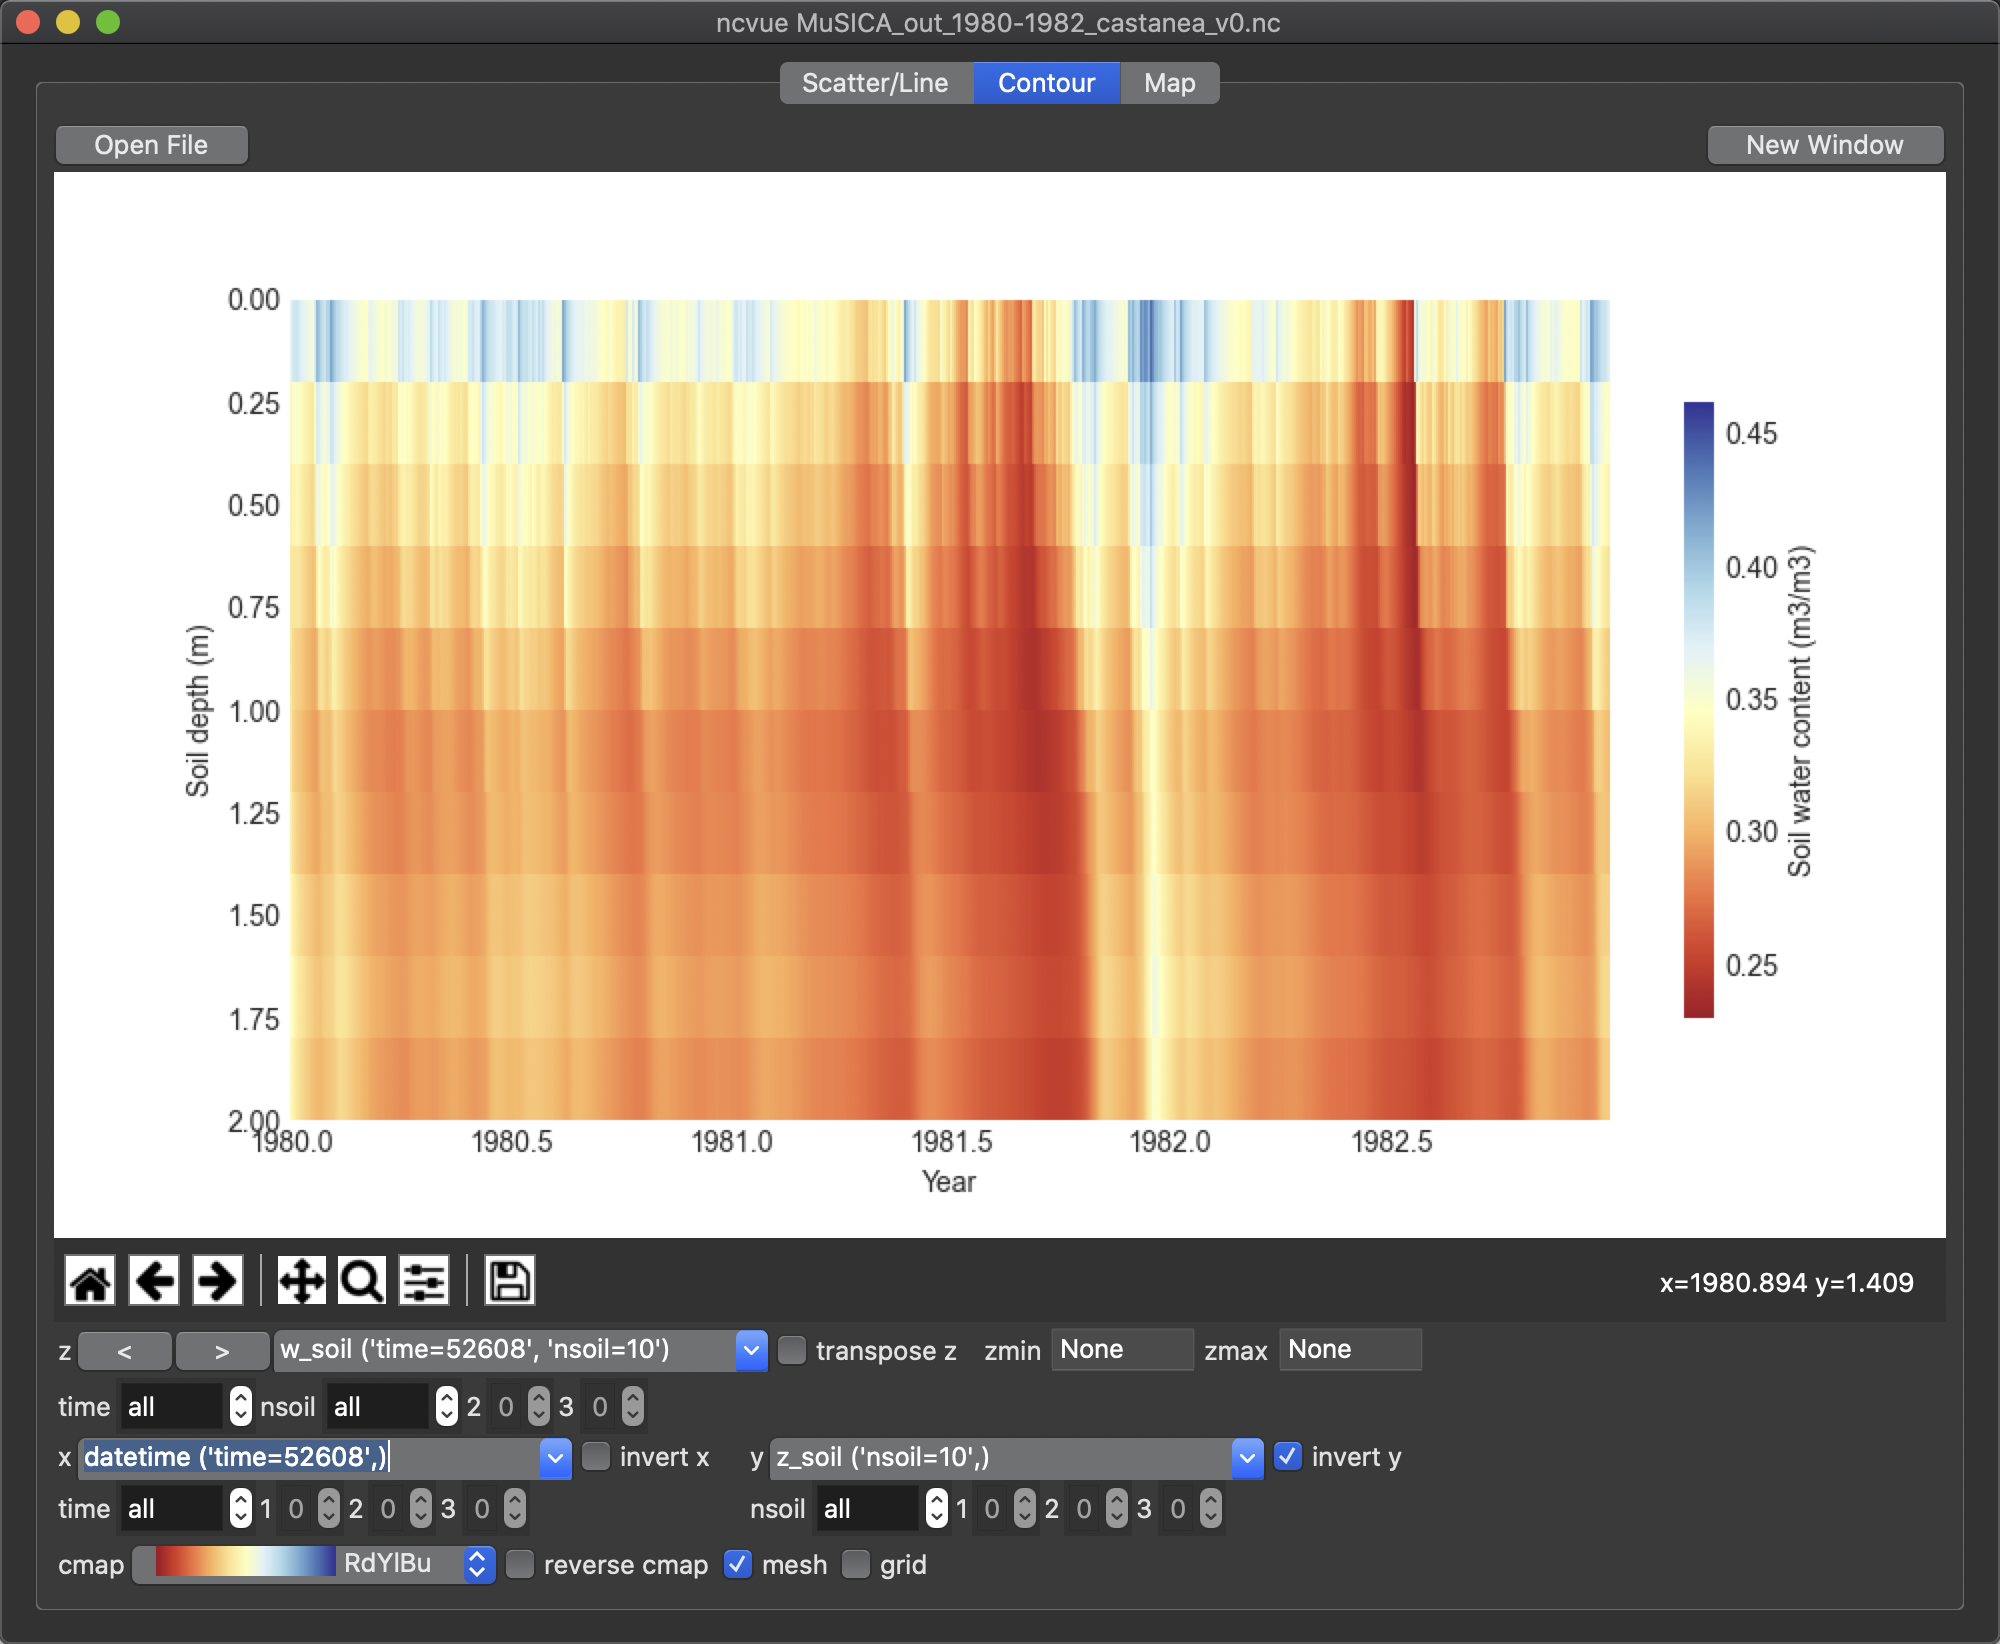 ncvue MuSICA_out_1980-1982_castanea_v0.nc
Scatter/Line Contour Map
Open File New Window
0.00
0.25
0.50
0.75
1.00
1.25
1.50
1.75
2.00
Soil depth (m)
1980.0 1980.5 1981.0 1981.5 1982.0 1982.5
Year
0.45
0.40
0.35
0.30
0.25
Soil water content (m3/m3)
x=1980.894 y=1.409
z < > w_soil ('time=52608', 'nsoil=10') transpose z zmin None zmax None
time all nsoil all 2 0 3 0
x datetime ('time=52608',) invert x y z_soil ('nsoil=10',) invert y
time all 1 0 2 0 3 0 nsoil all 1 0 2 0 3 0
cmap RdYlBu reverse cmap mesh grid